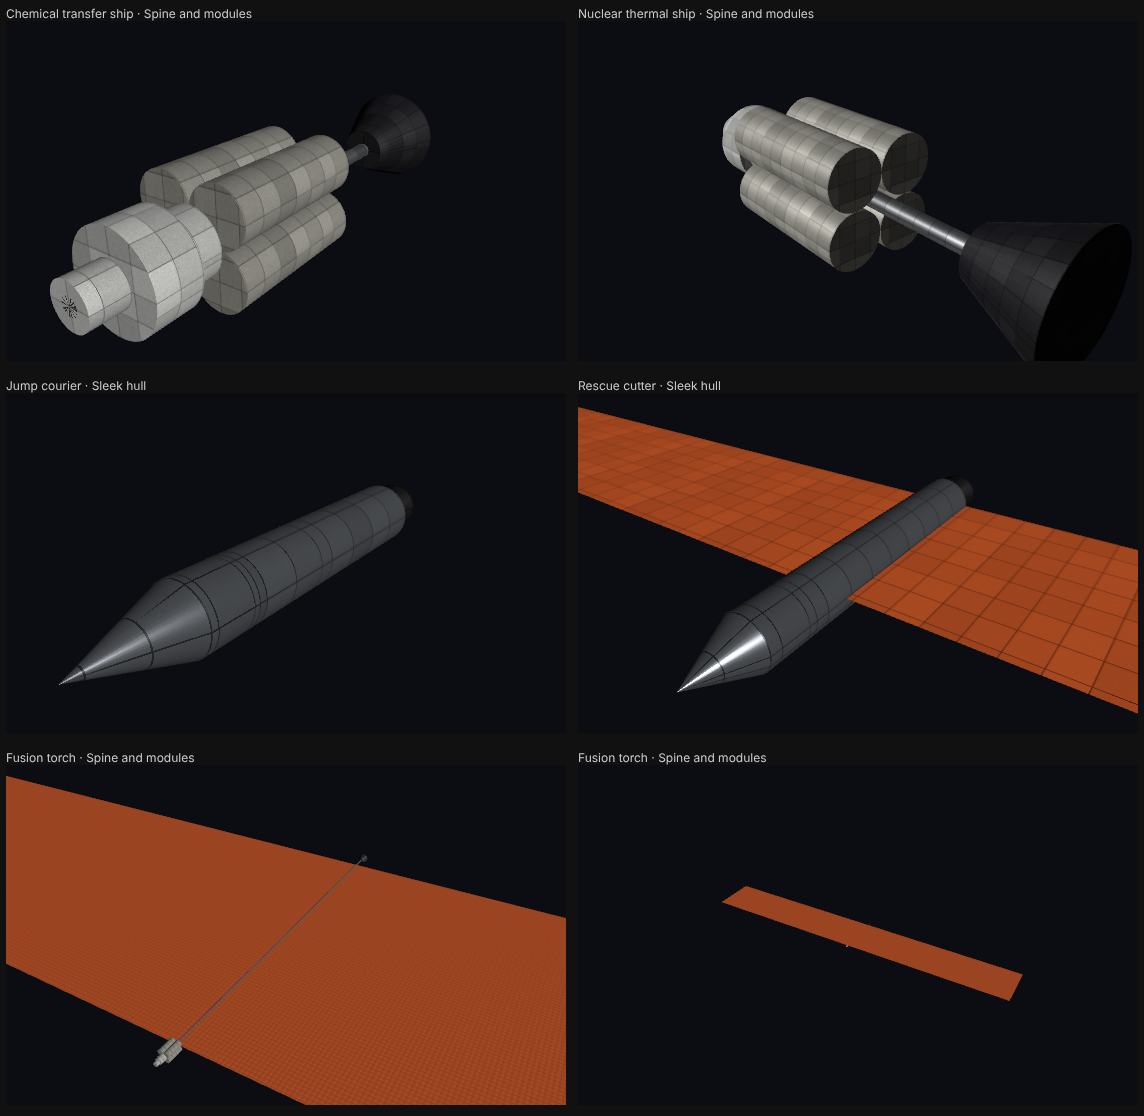 Chemical transfer ship · Spine and modules
Nuclear thermal ship · Spine and modules
Jump courier · Sleek hull
Rescue cutter · Sleek hull
Fusion torch · Spine and modules
Fusion torch · Spine and modules